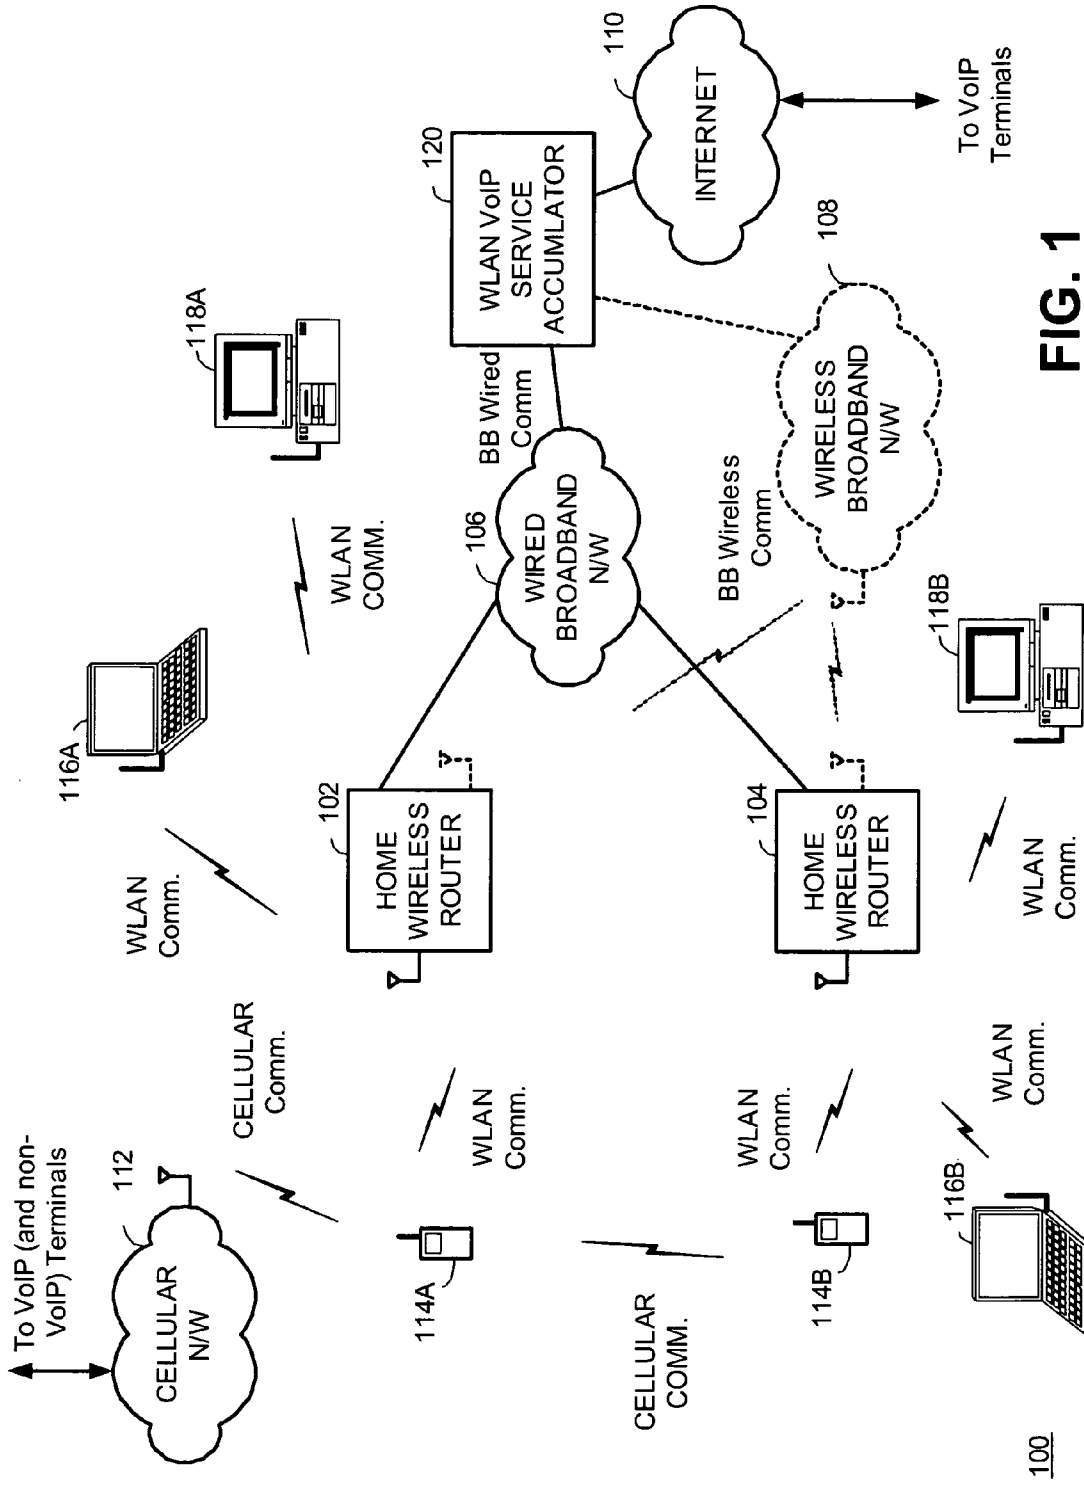 To VoIP (and non-
VoIP) Terminals
112
CELLULAR
N/W
CELLULAR
Comm.
WLAN
Comm.
116A
WLAN
COMM.
118A
114A
WLAN
Comm.
102
HOME
WIRELESS
ROUTER
106
WIRED
BROADBAND
N/W
BB Wired
Comm
120
WLAN VoIP
SERVICE
ACCUMLATOR
110
INTERNET
To VoIP
Terminals
CELLULAR
COMM.
114B
WLAN
Comm.
104
HOME
WIRELESS
ROUTER
BB Wireless
Comm
108
WIRELESS
BROADBAND
N/W
116B
WLAN
Comm.
WLAN
Comm.
118B
100
FIG. 1